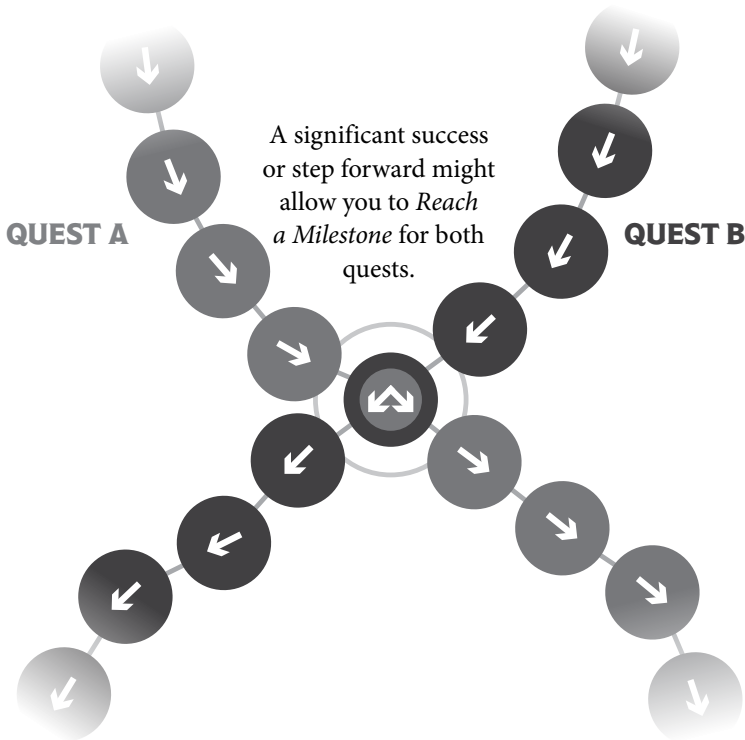 A significant success
or step forward might
allow you to Reach
a Milestone for both
quests.
QUEST A
QUEST B